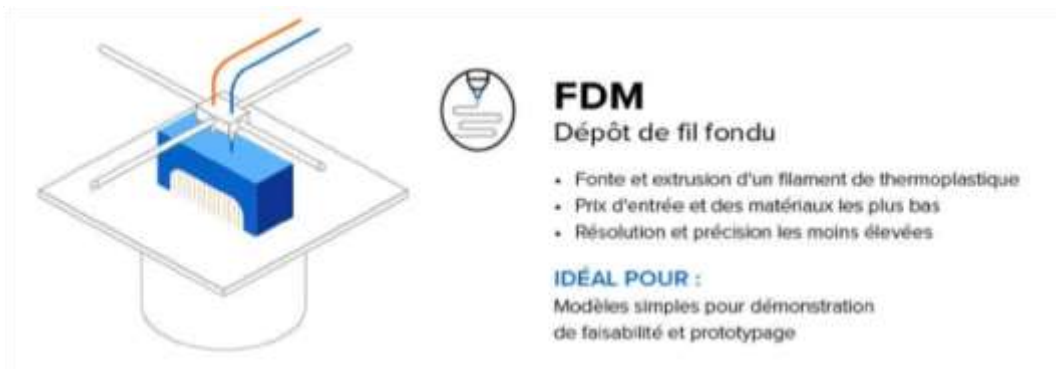 FDM
Dépôt de fil fondu
• Fonte et extrusion d'un filament de thermoplastique
• Prix d'entrée et des matériaux les plus bas
• Résolution et précision les moins élevées
IDÉAL POUR :
Modèles simples pour démonstration
de faisabilité et prototypage